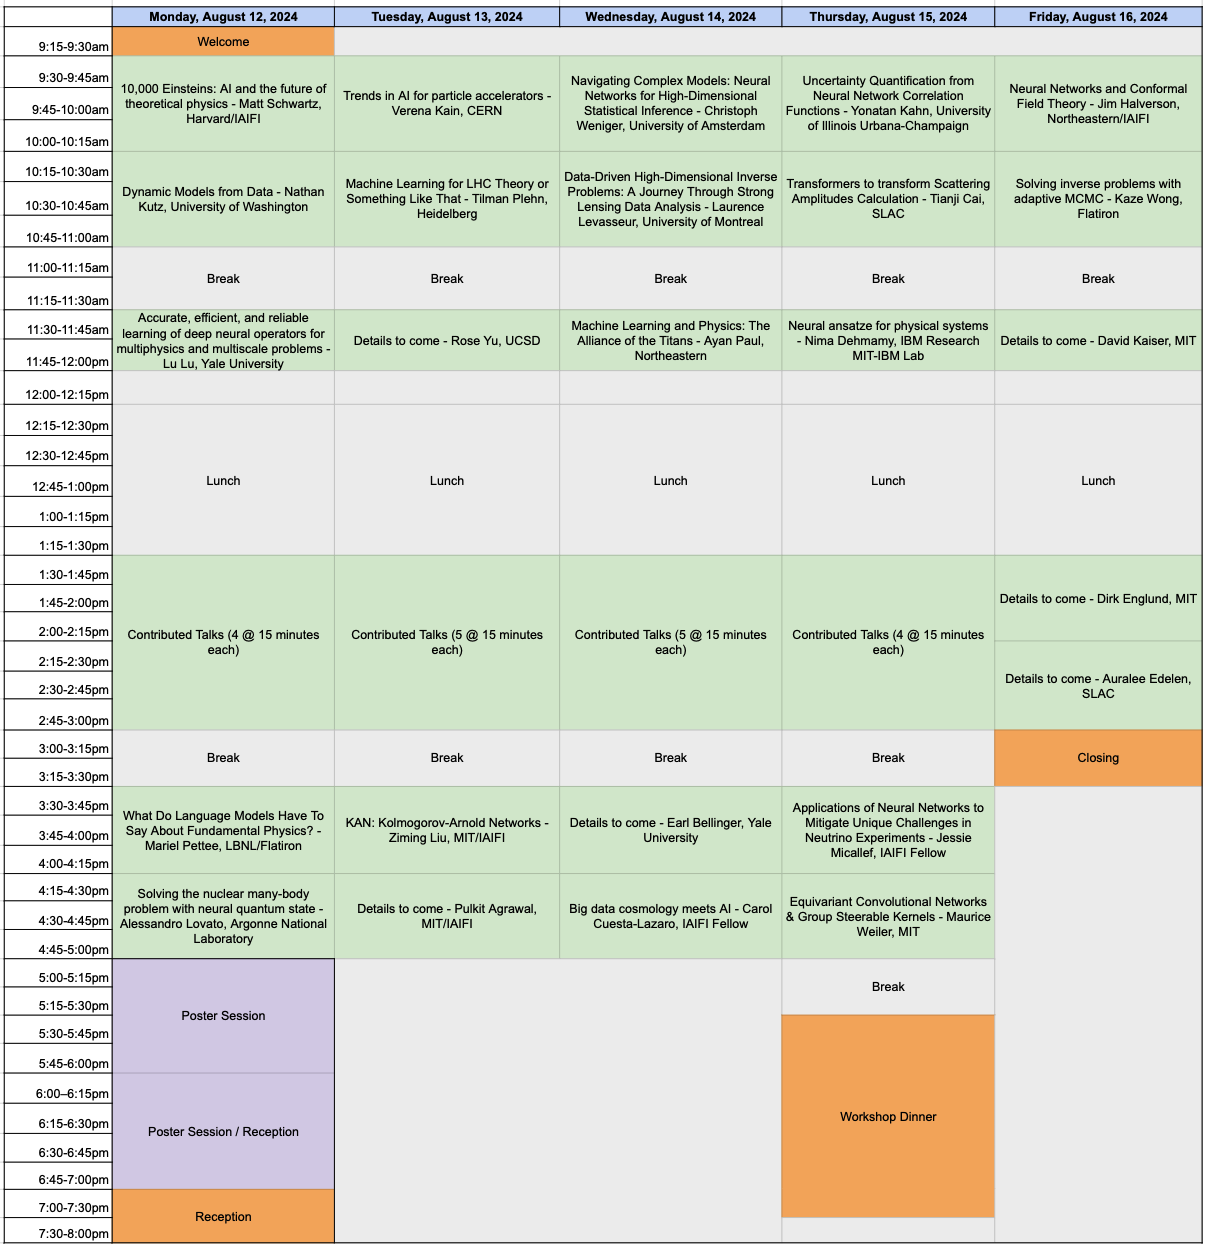 Monday, August 12, 2024
Tuesday, August 13, 2024
Wednesday, August 14, 2024
Thursday, August 15, 2024
Friday, August 16, 2024
9:15-9:30am
Welcome
9:30-9:45am
9:45-10:00am
10:00-10:15am
10,000 Einsteins: AI and the future of
theoretical physics - Matt Schwartz,
Harvard/IAIFI
Trends in AI for particle accelerators -
Verena Kain, CERN
Navigating Complex Models: Neural
Networks for High-Dimensional
Statistical Inference - Christoph
Weniger, University of Amsterdam
Uncertainty Quantification from
Neural Network Correlation
Functions - Yonatan Kahn, University
of Illinois Urbana-Champaign
Neural Networks and Conformal
Field Theory - Jim Halverson,
Northeastern/IAIFI
10:15-10:30am
10:30-10:45am
10:45-11:00am
Dynamic Models from Data - Nathan
Kutz, University of Washington
Machine Learning for LHC Theory or
Something Like That - Tilman Plehn,
Heidelberg
Data-Driven High-Dimensional Inverse
Problems: A Journey Through Strong
Lensing Data Analysis - Laurence
Levasseur, University of Montreal
Transformers to transform Scattering
Amplitudes Calculation - Tianji Cai,
SLAC
Solving inverse problems with
adaptive MCMC - Kaze Wong,
Flatiron
11:00-11:15am
11:15-11:30am
Break
Break
Break
Break
Break
11:30-11:45am
11:45-12:00pm
Accurate, efficient, and reliable
learning of deep neural operators for
multiphysics and multiscale problems -
Lu Lu, Yale University
Details to come - Rose Yu, UCSD
Machine Learning and Physics: The
Alliance of the Titans - Ayan Paul,
Northeastern
Neural ansatze for physical systems
- Nima Dehmamy, IBM Research
MIT-IBM Lab
Details to come - David Kaiser, MIT
12:00-12:15pm
12:15-12:30pm
12:30-12:45pm
12:45-1:00pm
1:00-1:15pm
1:15-1:30pm
Lunch
Lunch
Lunch
Lunch
Lunch
1:30-1:45pm
1:45-2:00pm
2:00-2:15pm
2:15-2:30pm
2:30-2:45pm
2:45-3:00pm
Contributed Talks (4 @ 15 minutes
each)
Contributed Talks (5 @ 15 minutes
each)
Contributed Talks (5 @ 15 minutes
each)
Contributed Talks (4 @ 15 minutes
each)
Details to come - Dirk Englund, MIT
Details to come - Auralee Edelen,
SLAC
3:00-3:15pm
3:15-3:30pm
Break
Break
Break
Break
Closing
3:30-3:45pm
3:45-4:00pm
4:00-4:15pm
What Do Language Models Have To
Say About Fundamental Physics? -
Mariel Pettee, LBNL/Flatiron
KAN: Kolmogorov-Arnold Networks -
Ziming Liu, MIT/IAIFI
Details to come - Earl Bellinger, Yale
University
Applications of Neural Networks to
Mitigate Unique Challenges in
Neutrino Experiments - Jessie
Micallef, IAIFI Fellow
4:15-4:30pm
4:30-4:45pm
4:45-5:00pm
Solving the nuclear many-body
problem with neural quantum state -
Alessandro Lovato, Argonne National
Laboratory
Details to come - Pulkit Agrawal,
MIT/IAIFI
Big data cosmology meets AI - Carol
Cuesta-Lazaro, IAIFI Fellow
Equivariant Convolutional Networks
& Group Steerable Kernels - Maurice
Weiler, MIT
5:00-5:15pm
5:15-5:30pm
5:30-5:45pm
5:45-6:00pm
Poster Session
Break
6:00–6:15pm
6:15-6:30pm
6:30-6:45pm
6:45-7:00pm
Poster Session / Reception
Workshop Dinner
7:00-7:30pm
7:30-8:00pm
Reception